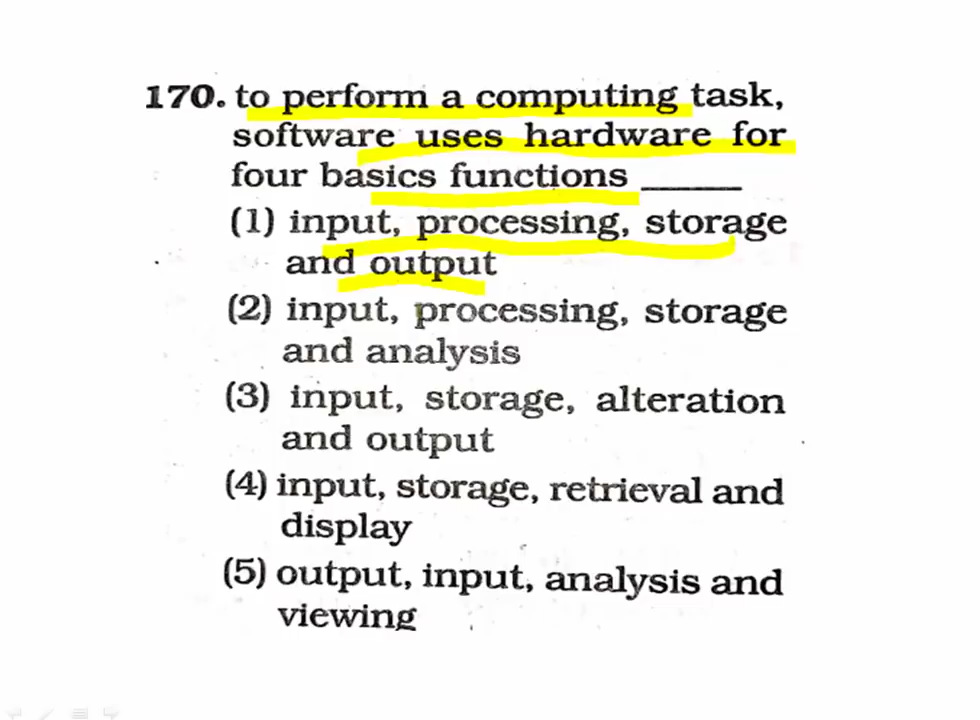 170. to perform a computing task,
software uses hardware for
four basics functions ______
(1) input, processing, storage
and output
(2) input, processing, storage
and analysis
(3) input, storage, alteration
and output
(4) input, storage, retrieval and
display
(5) output, input, analysis and
viewing